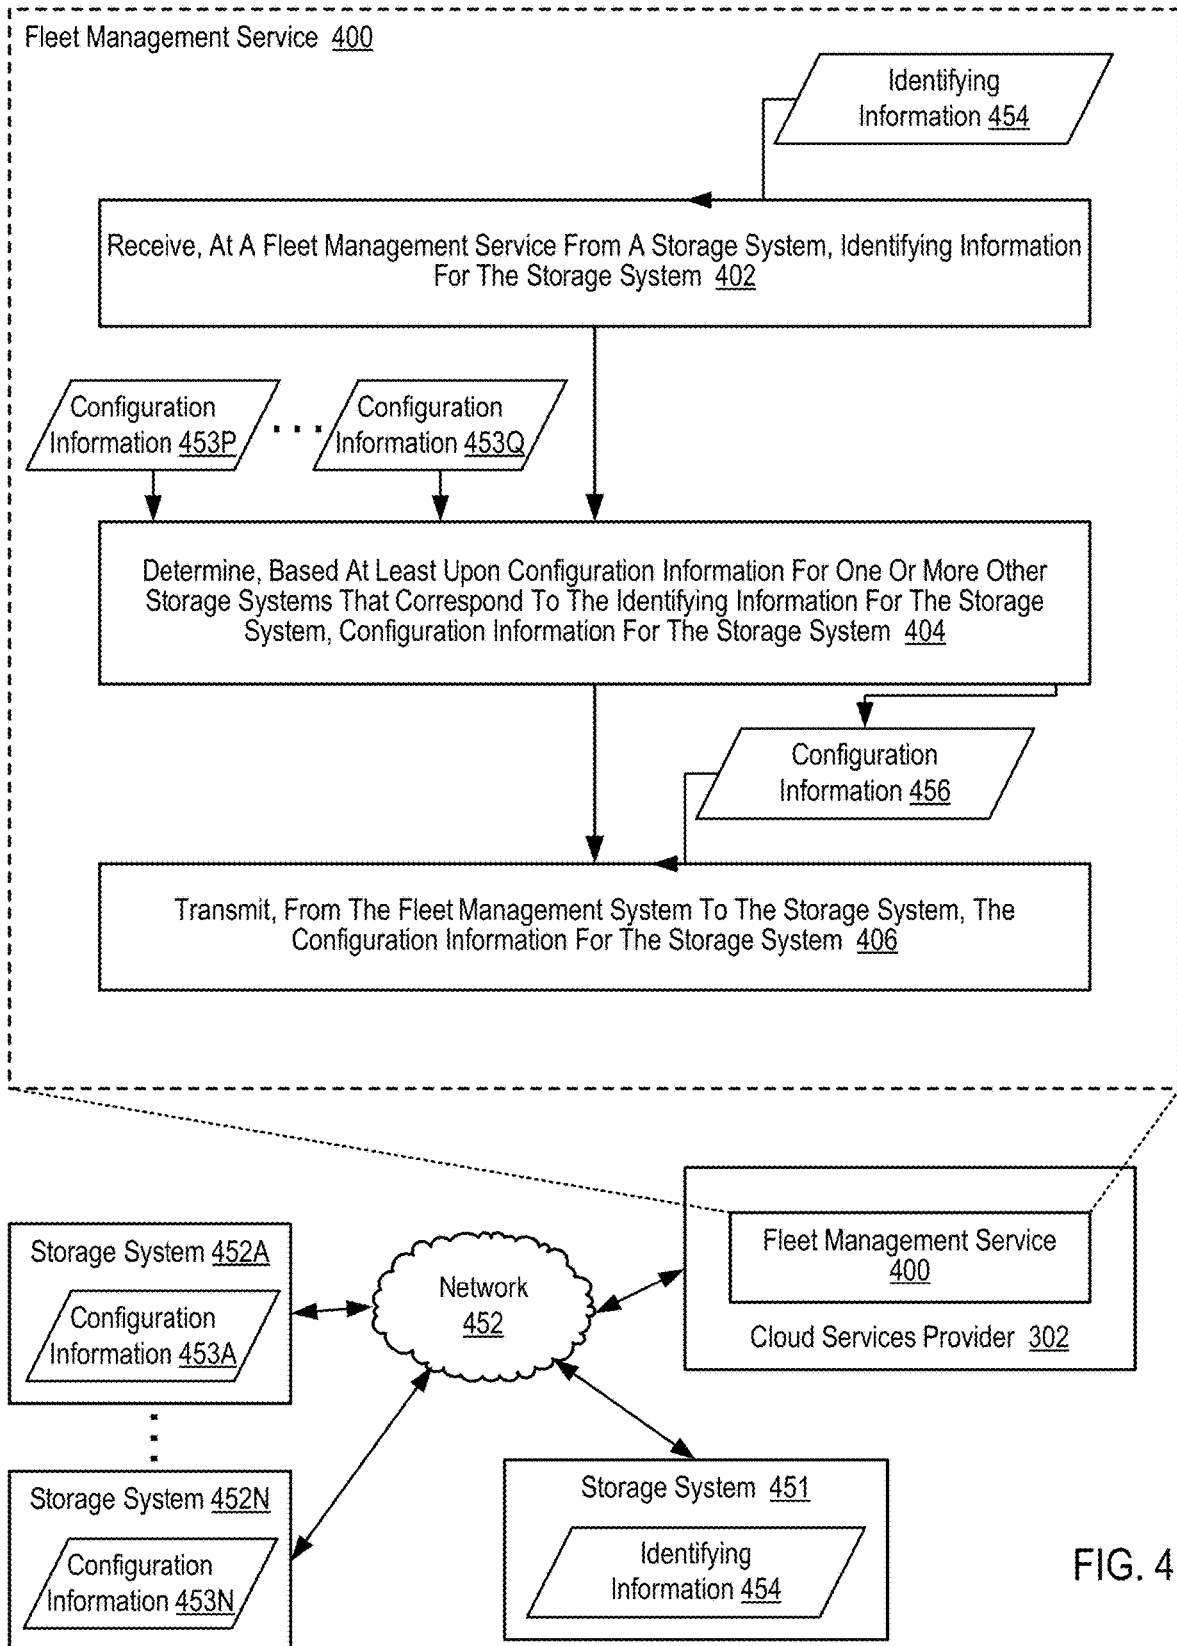 Fleet Management Service 400
Identifying
Information 454
Receive, At A Fleet Management Service From A Storage System, Identifying Information
For The Storage System 402
Configuration
Information 453P
Configuration
Information 453Q
Determine, Based At Least Upon Configuration Information For One Or More Other
Storage Systems That Correspond To The Identifying Information For The Storage
System, Configuration Information For The Storage System 404
Configuration
Information 456
Transmit, From The Fleet Management System To The Storage System, The
Configuration Information For The Storage System 406
Storage System 452A
Configuration
Information 453A
Network
452
Fleet Management Service
400
Cloud Services Provider 302
Storage System 452N
Configuration
Information 453N
Storage System 451
Identifying
Information 454
FIG. 4